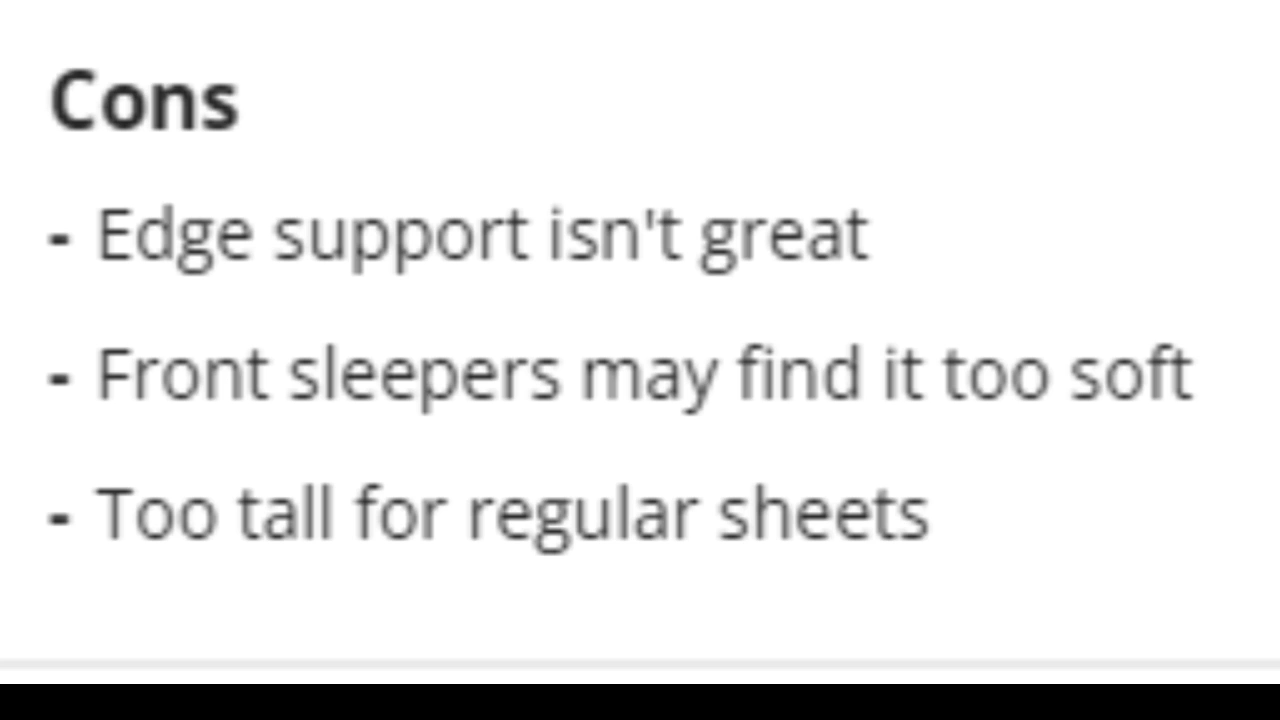 Cons
- Edge support isn't great
- Front sleepers may find it too soft
- Too tall for regular sheets